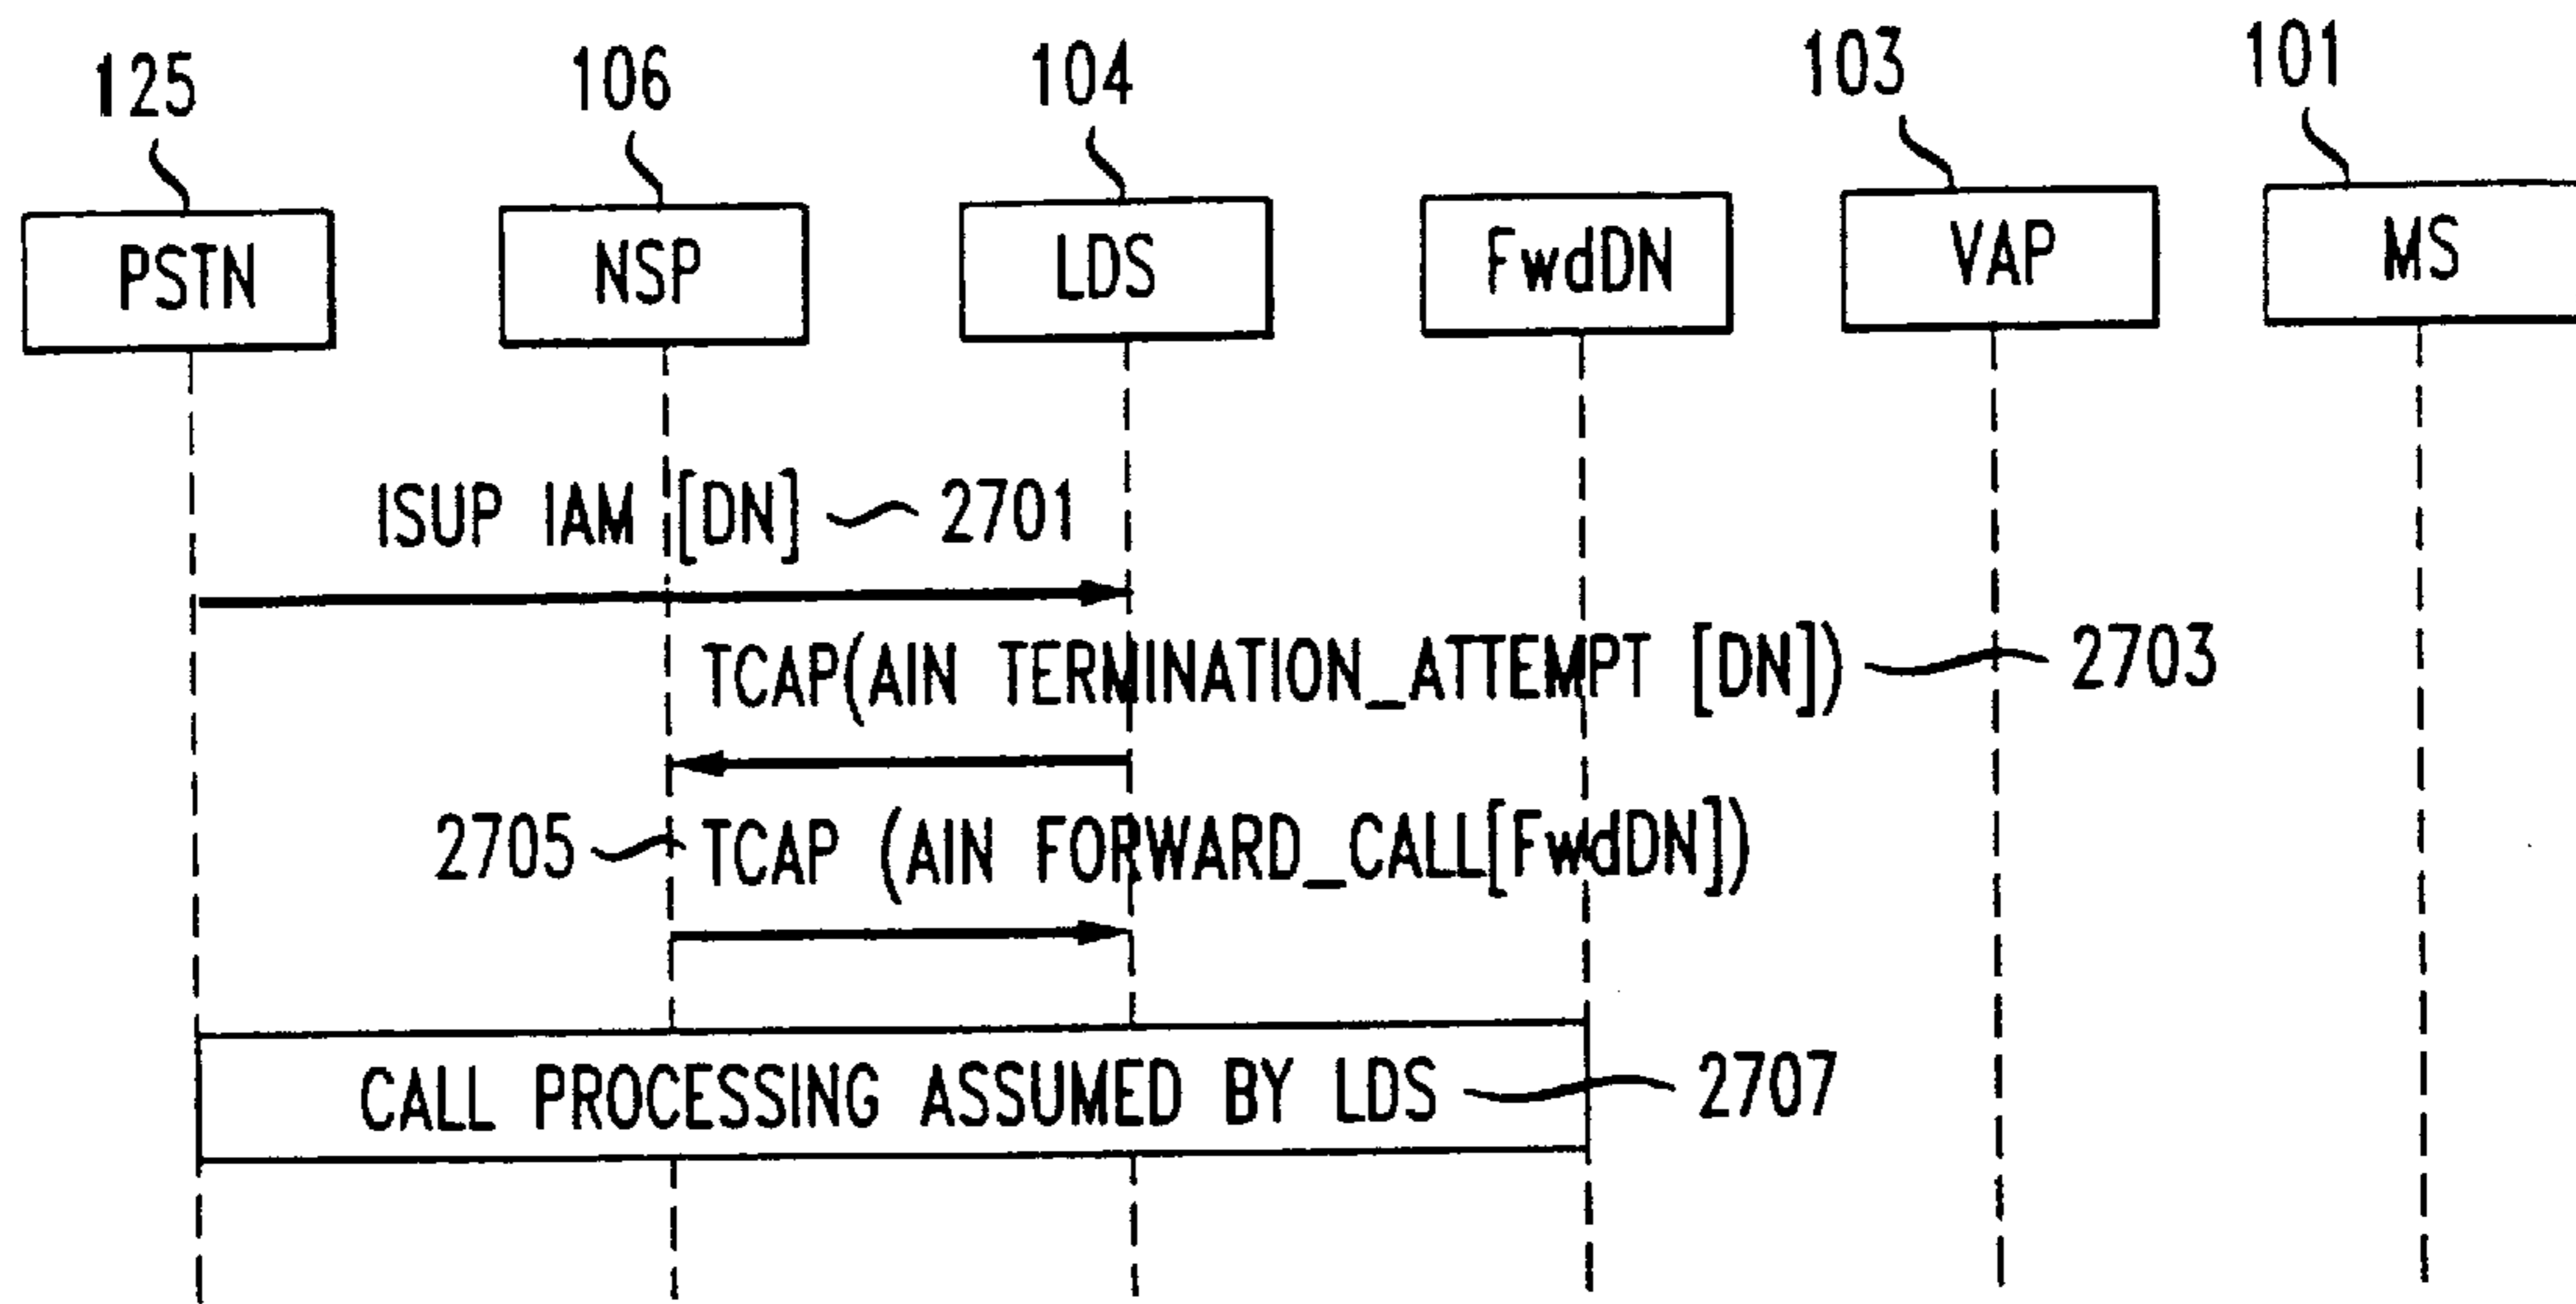 125 106 104 103 101
PSTN NSP LDS FwdDN VAP MS
ISUP IAM [DN] 2701
TCAP(AIN TERMINATION_ATTEMPT [DN]) 2703
2705 TCAP (AIN FORWARD_CALL[FwdDN])
CALL PROCESSING ASSUMED BY LDS 2707